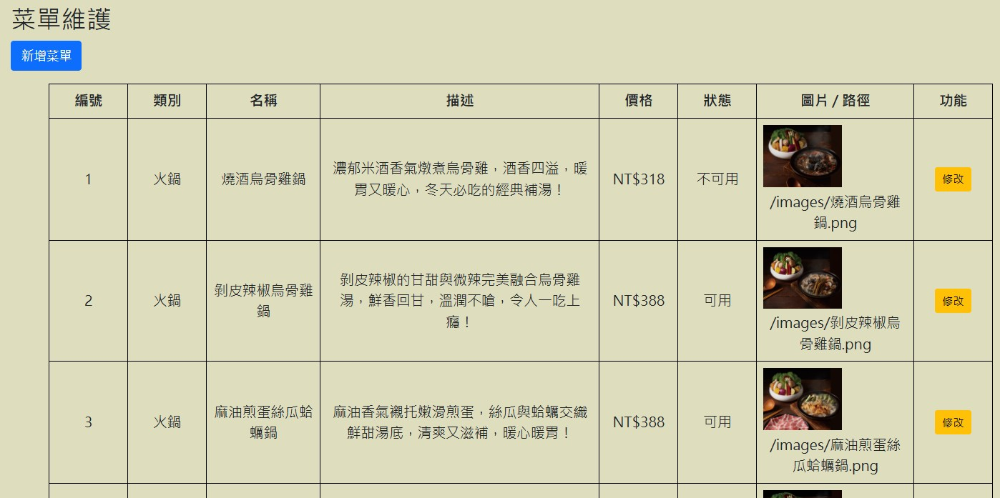 菜單維護
新增菜單
編號 類別 名稱 描述 價格 狀態 圖片 / 路徑 功能
1 火鍋 燒酒烏骨雞鍋 濃郁米酒香氣燉煮烏骨雞，酒香四溢，暖
胃又暖心，冬天必吃的經典補湯！ NT$318 不可用 /images/燒酒烏骨雞
鍋.png 修改
2 火鍋 剝皮辣椒烏骨雞
鍋 剝皮辣椒的甘甜與微辣完美融合烏骨雞
湯，鮮香回甘，溫潤不嗆，令人一吃上
癮！ NT$388 可用 /images/剝皮辣椒烏
骨雞鍋.png 修改
3 火鍋 麻油煎蛋絲瓜蛤
蠣鍋 麻油香氣襯托嫩滑煎蛋，絲瓜與蛤蠣交織
鮮甜湯底，清爽又滋補，暖心暖胃！ NT$388 可用 /images/麻油煎蛋絲
瓜蛤蠣鍋.png 修改